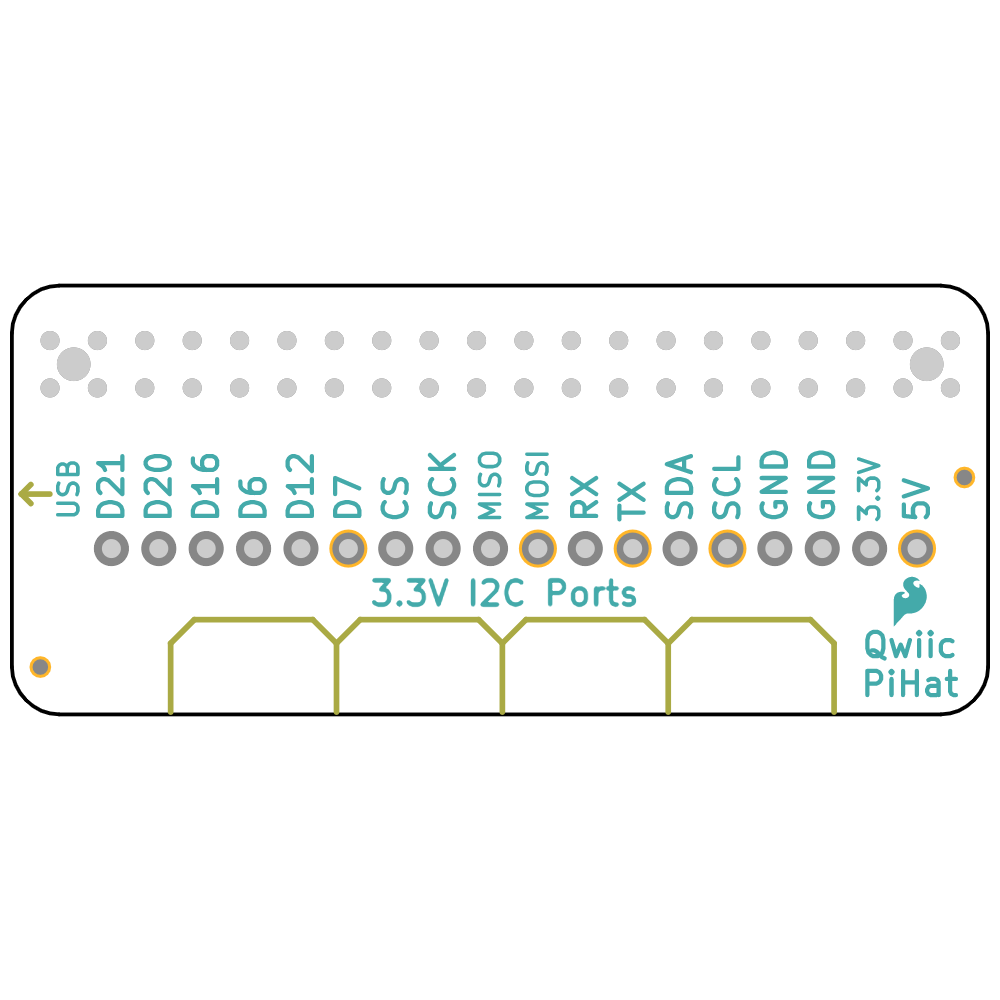 USB
D21
D20
D16
D6
D12
D7
CS
SCK
MISO
MOSI
RX
TX
SDA
SCL
GND
GND
3.3V
5V
3.3V I2C Ports
Qwiic
PiHat